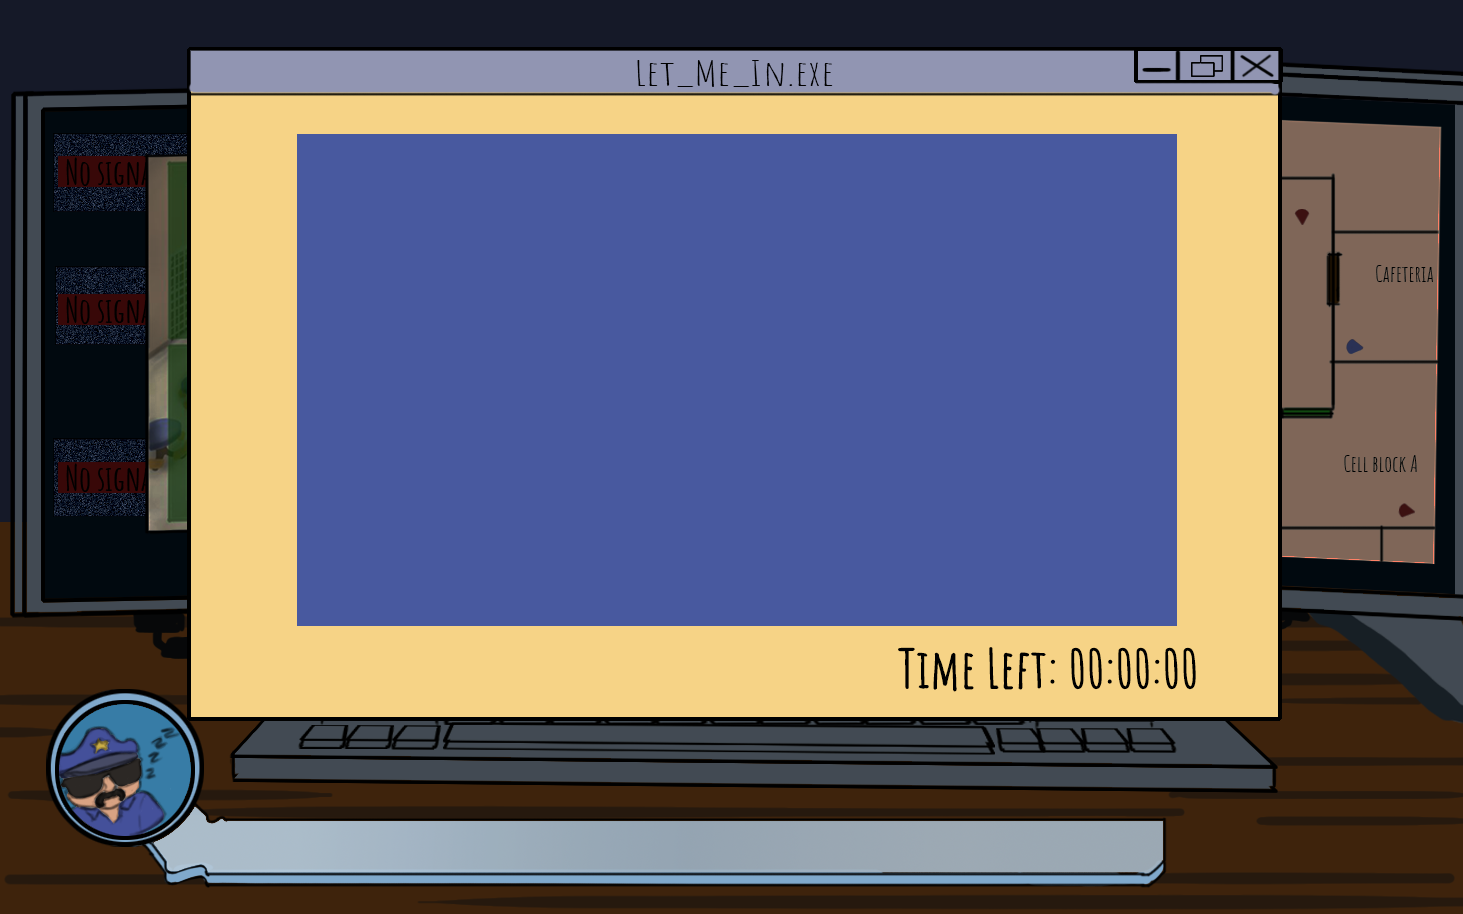 Let_Me_In.exe
No signa
No signa
No signa
Cafeteria
Cell block A
Time Left: 00:00:00
z z z z